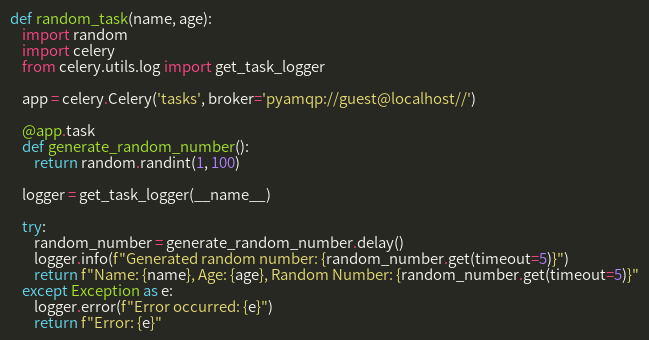 def random_task(name, age):
    import random
    import celery
    from celery.utils.log import get_task_logger

    app = celery.Celery('tasks', broker='pyamqp://guest@localhost//')

    @app.task
    def generate_random_number():
        return random.randint(1, 100)

    logger = get_task_logger(__name__)

    try:
        random_number = generate_random_number.delay()
        logger.info(f"Generated random number: {random_number.get(timeout=5)}")
        return f"Name: {name}, Age: {age}, Random Number: {random_number.get(timeout=5)}"
    except Exception as e:
        logger.error(f"Error occurred: {e}")
        return f"Error: {e}"